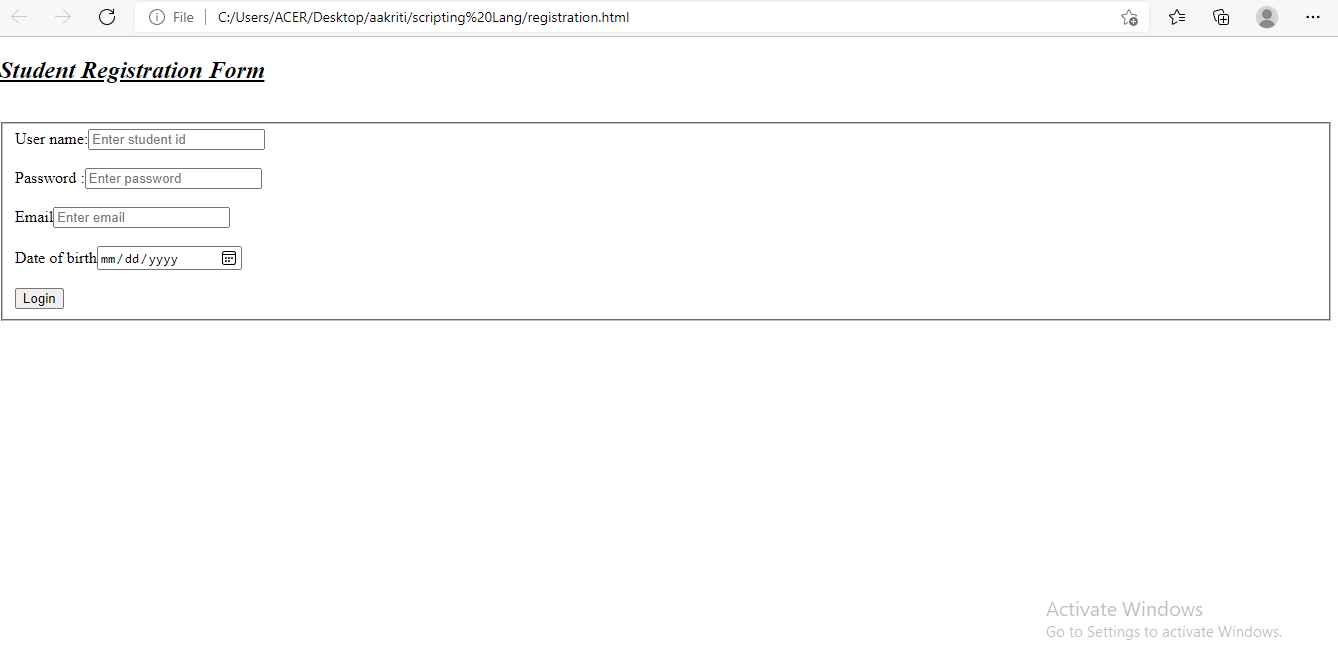 File C:/Users/ACER/Desktop/aakriti/scripting%20Lang/registration.html
Student Registration Form
User name: Enter student id
Password : Enter password
Email Enter email
Date of birth mm/dd/yyyy
Login
Activate Windows
Go to Settings to activate Windows.